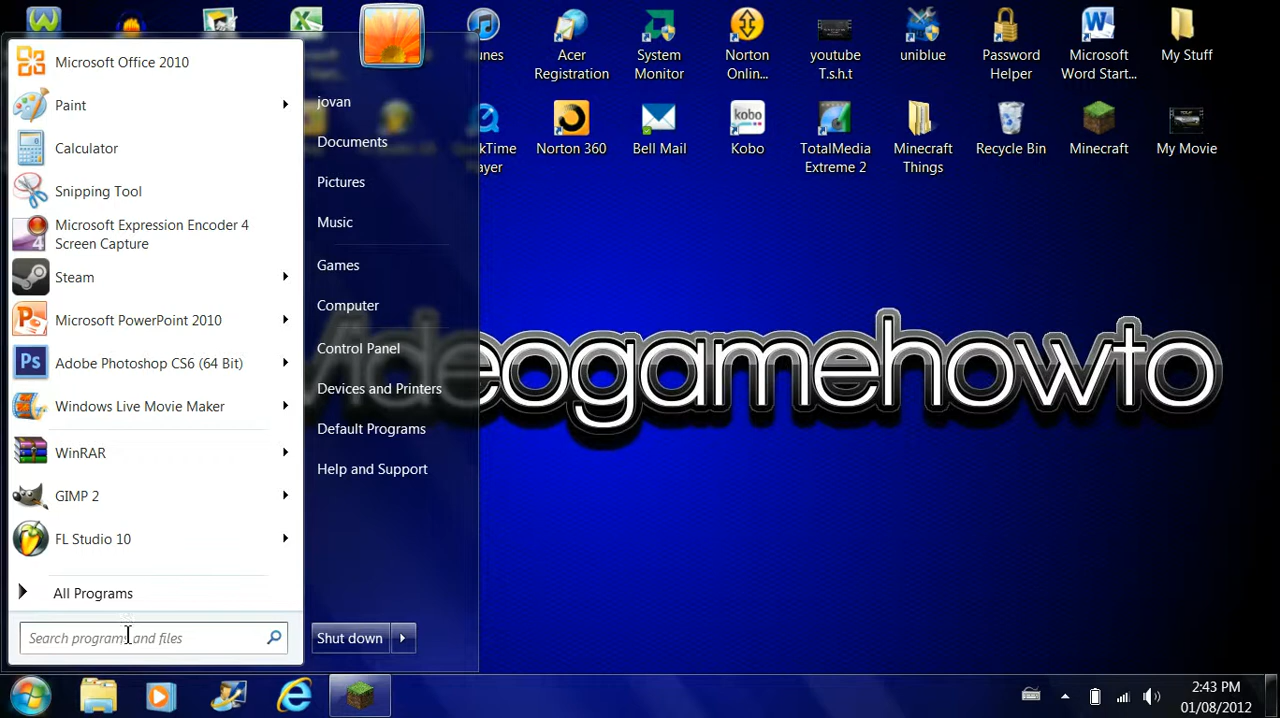 Microsoft Office 2010
Paint
Calculator
Snipping Tool
Microsoft Expression Encoder 4
Screen Capture
Steam
Microsoft PowerPoint 2010
Adobe Photoshop CS6 (64 Bit)
Ps
Windows Live Movie Maker
WinRAR
GIMP 2
FL Studio 10
All Programs
Search programs and files
jovan
Documents
Pictures
Music
Games
Computer
Control Panel
Devices and Printers
Default Programs
Help and Support
Shut down
Acer
Registration
System
Monitor
Norton
Onlin...
youtube
T.s.h.t
uniblue
Password
Helper
Microsoft
Word Start...
My Stuff
Norton 360
Bell Mail
kobo
Kobo
TotalMedia
Extreme 2
Minecraft
Things
Recycle Bin
Minecraft
My Movie
videogamehowto
2:43 PM
01/08/2012